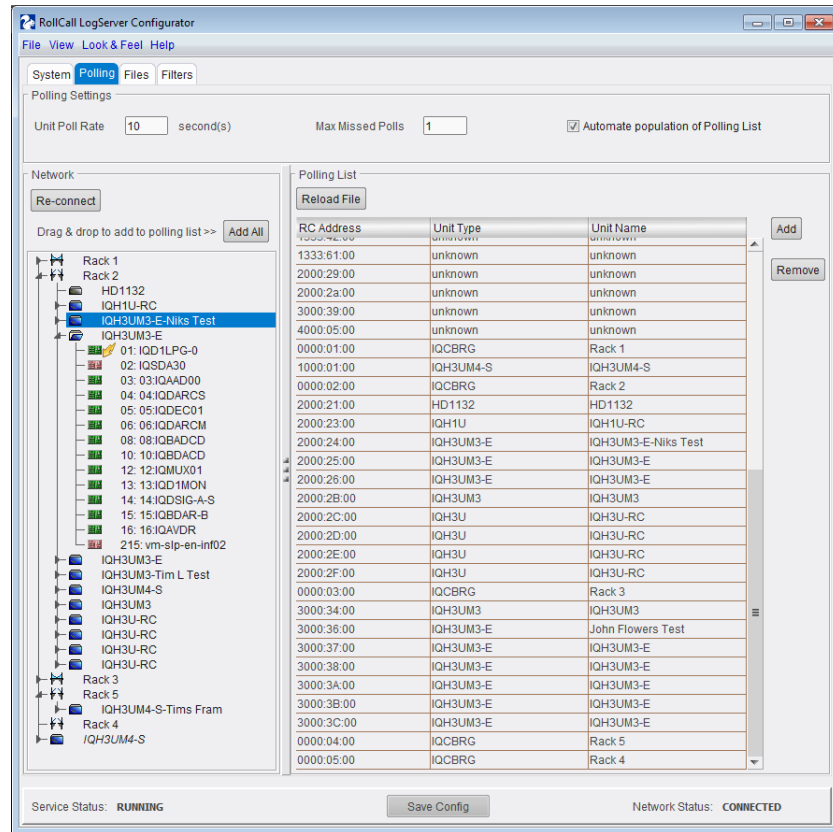 RollCall LogServer Configurator
File View Look & Feel Help
System Polling Files Filters
Polling Settings
Unit Poll Rate 10 second(s) Max Missed Polls 1 Automate population of Polling List
Network
Re-connect
Drag & drop to add to polling list >> Add All
Rack 1
Rack 2
HD1132
IQH1U-RC
IQH3UM3-E-Niks Test
IQH3UM3-E
01: IQD1LPG-0
02: IQSDA30
03: 03:IQAAD00
04: 04:IQDARCS
05: 05:IQDEC01
06: 06:IQDARCM
08: 08:IQBADCD
10: 10:IQBDACD
12: 12:IQMUX01
13: 13:IQD1MON
14: 14:IQDSIG-A-S
15: 15:IQBDAR-B
16: 16:IQAVDR
215: vm-slp-en-inf02
IQH3UM3-E
IQH3UM3-Tim L Test
IQH3UM4-S
IQH3UM3
IQH3U-RC
IQH3U-RC
IQH3U-RC
IQH3U-RC
Rack 3
Rack 5
IQH3UM4-S-Tims Fram
Rack 4
IQH3UM4-S
Polling List
Reload File
RC Address Unit Type Unit Name
1333:42:00 unknown unknown
1333:61:00 unknown unknown
2000:29:00 unknown unknown
2000:2a:00 unknown unknown
3000:39:00 unknown unknown
4000:05:00 unknown unknown
0000:01:00 IQCBRG Rack 1
1000:01:00 IQH3UM4-S IQH3UM4-S
0000:02:00 IQCBRG Rack 2
2000:21:00 HD1132 HD1132
2000:23:00 IQH1U IQH1U-RC
2000:24:00 IQH3UM3-E IQH3UM3-E-Niks Test
2000:25:00 IQH3UM3-E IQH3UM3-E
2000:26:00 IQH3UM3-E IQH3UM3-E
2000:2B:00 IQH3UM3 IQH3UM3
2000:2C:00 IQH3U IQH3U-RC
2000:2D:00 IQH3U IQH3U-RC
2000:2E:00 IQH3U IQH3U-RC
2000:2F:00 IQH3U IQH3U-RC
0000:03:00 IQCBRG Rack 3
3000:34:00 IQH3UM3 IQH3UM3
3000:36:00 IQH3UM3-E John Flowers Test
3000:37:00 IQH3UM3-E IQH3UM3-E
3000:38:00 IQH3UM3-E IQH3UM3-E
3000:3A:00 IQH3UM3-E IQH3UM3-E
3000:3B:00 IQH3UM3-E IQH3UM3-E
3000:3C:00 IQH3UM3-E IQH3UM3-E
0000:04:00 IQCBRG Rack 5
0000:05:00 IQCBRG Rack 4
Add
Remove
Service Status: RUNNING Save Config Network Status: CONNECTED